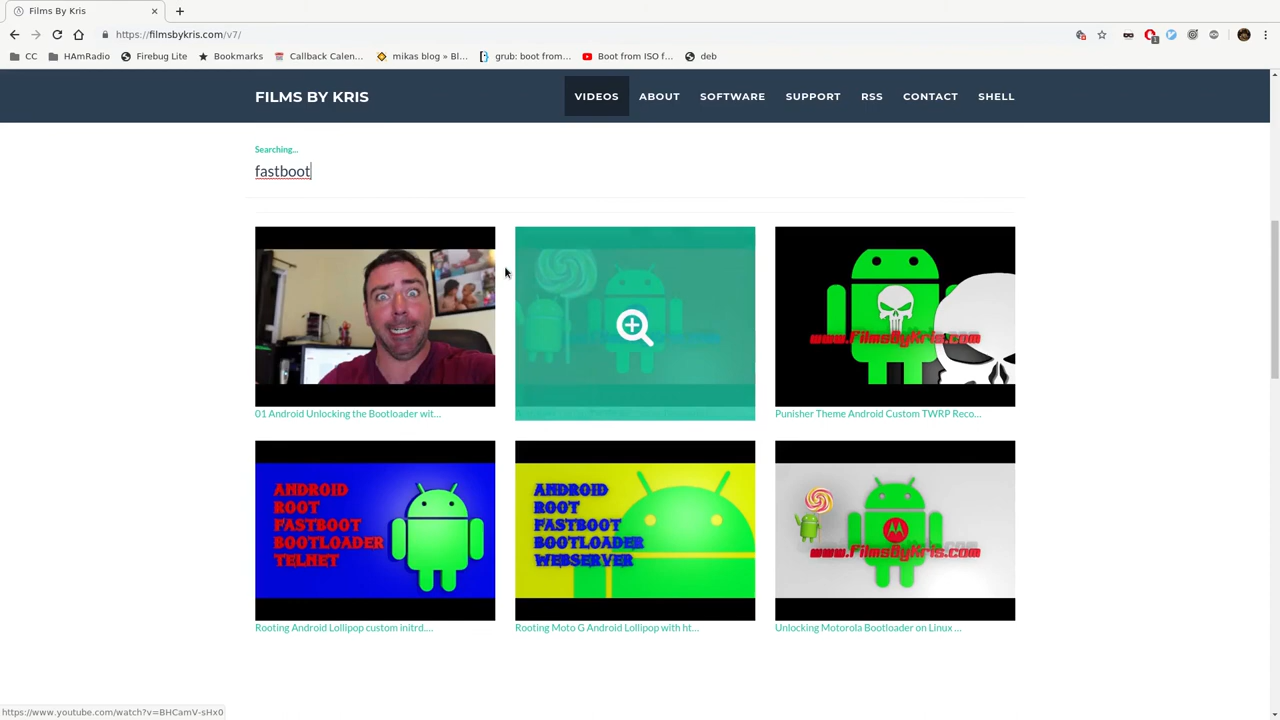 Films By Kris
https://filmsbykris.com/v7/
CC
HAmRadio
Firebug Lite
Bookmarks
Callback Calen...
mikas blog » Bl...
grub: boot from...
Boot from ISO f...
deb
FILMS BY KRIS
VIDEOS
ABOUT
SOFTWARE
SUPPORT
RSS
CONTACT
SHELL
Searching...
fastboot
www.FilmsByKris.com
01 Android Unlocking the Bootloader wit...
Punisher Theme Android Custom TWRP Reco...
ANDROID
ROOT
FASTBOOT
BOOTLOADER
TELNET
ANDROID
ROOT
FASTBOOT
BOOTLOADER
WEBSERVER
www.FilmsByKris.com
Rooting Android Lollipop custom initrd....
Rooting Moto G Android Lollipop with ht...
Unlocking Motorola Bootloader on Linux ...
https://www.youtube.com/watch?v=BHCamV-sHx0